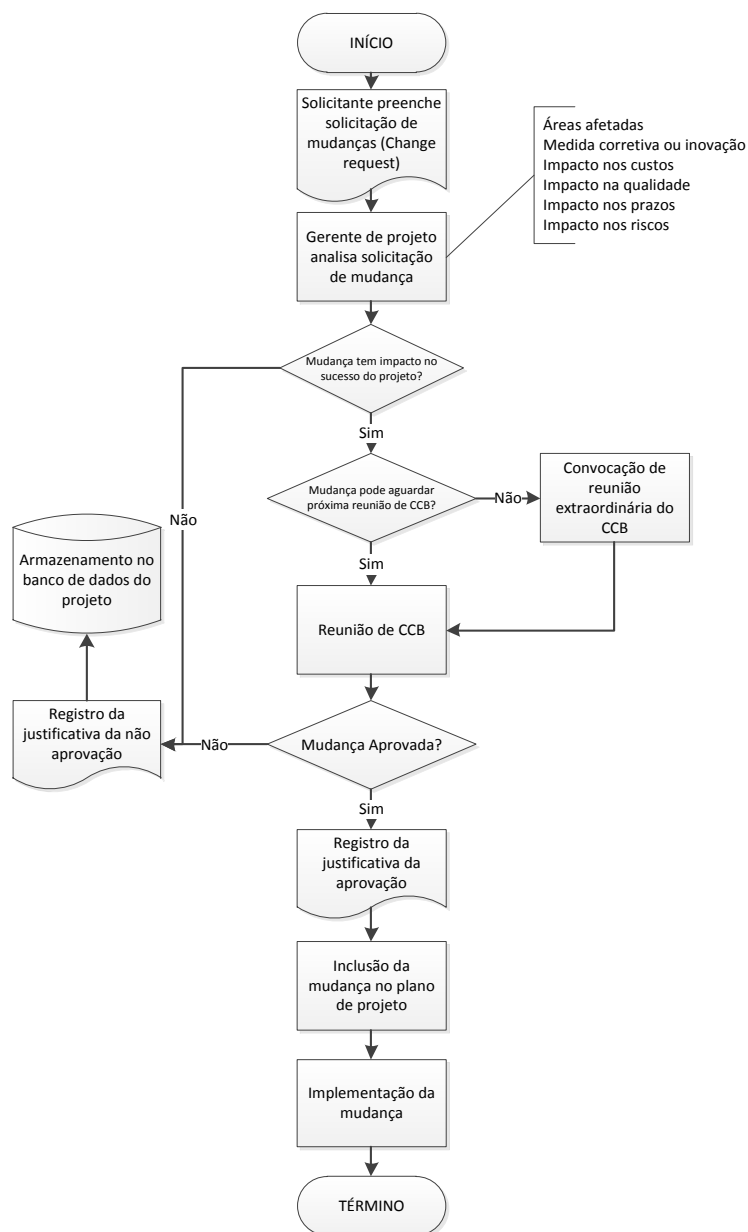 INÍCIO
Solicitante preenche
solicitação de
mudanças (Change
request)
Áreas afetadas
Medida corretiva ou inovação
Impacto nos custos
Impacto na qualidade
Impacto nos prazos
Impacto nos riscos
Gerente de projeto
analisa solicitação
de mudança
Mudança tem impacto no
sucesso do projeto?
Sim
Não
Mudança pode aguardar
próxima reunião de CCB?
Não
Convocação de
reunião
extraordinária do
CCB
Sim
Armazenamento no
banco de dados do
projeto
Reunião de CCB
Registro da
justificativa da não
aprovação
Não
Mudança Aprovada?
Sim
Registro da
justificativa da
aprovação
Inclusão da
mudança no plano
de projeto
Implementação da
mudança
TÉRMINO